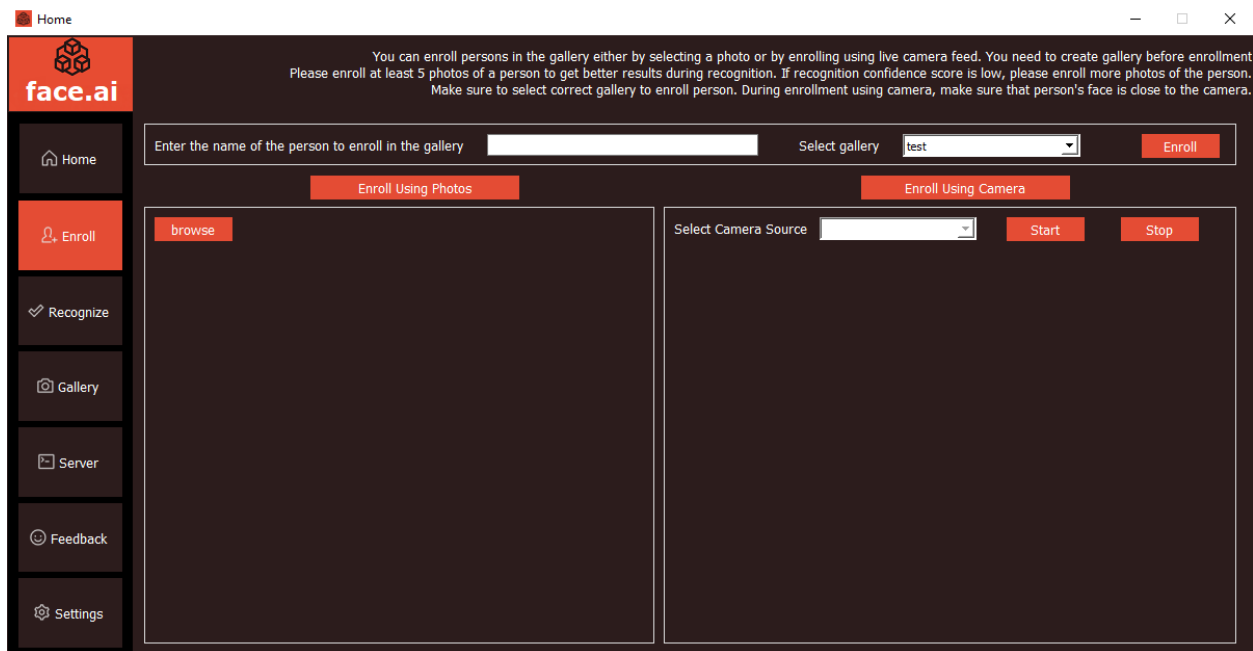 Home
face.ai
You can enroll persons in the gallery either by selecting a photo or by enrolling using live camera feed. You need to create gallery before enrollment
Please enroll at least 5 photos of a person to get better results during recognition. If recognition confidence score is low, please enroll more photos of the person.
Make sure to select correct gallery to enroll person. During enrollment using camera, make sure that person's face is close to the camera.
Home
Enroll
Recognize
Gallery
Server
Feedback
Settings
Enter the name of the person to enroll in the gallery
Select gallery
test
Enroll
Enroll Using Photos
Enroll Using Camera
browse
Select Camera Source
Start
Stop